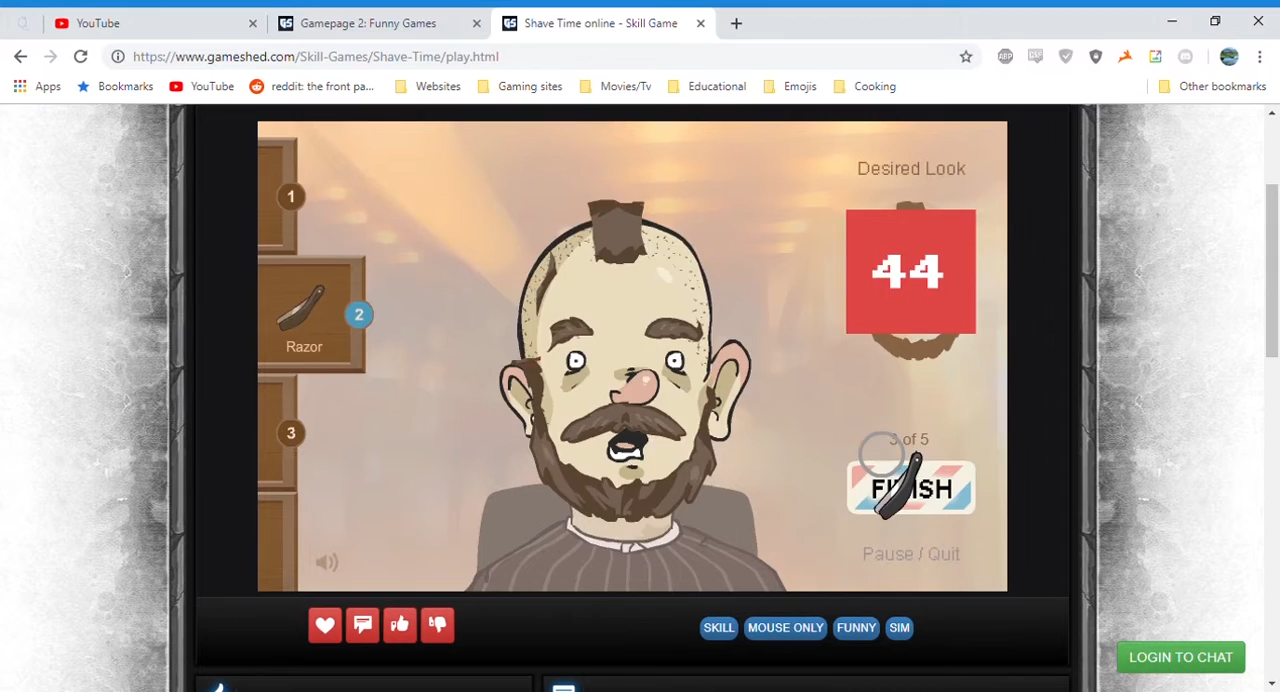 YouTube
Gamepage 2: Funny Games
Shave Time online - Skill Game
https://www.gameshed.com/Skill-Games/Shave-Time/play.html
ABP
Apps
Bookmarks
YouTube
reddit: the front pa...
Websites
Gaming sites
Movies/Tv
Educational
Emojis
Cooking
Other bookmarks
Desired Look
1
44
2
Razor
3
3 of 5
FINISH
Pause / Quit
SKILL
MOUSE ONLY
FUNNY
SIM
LOGIN TO CHAT